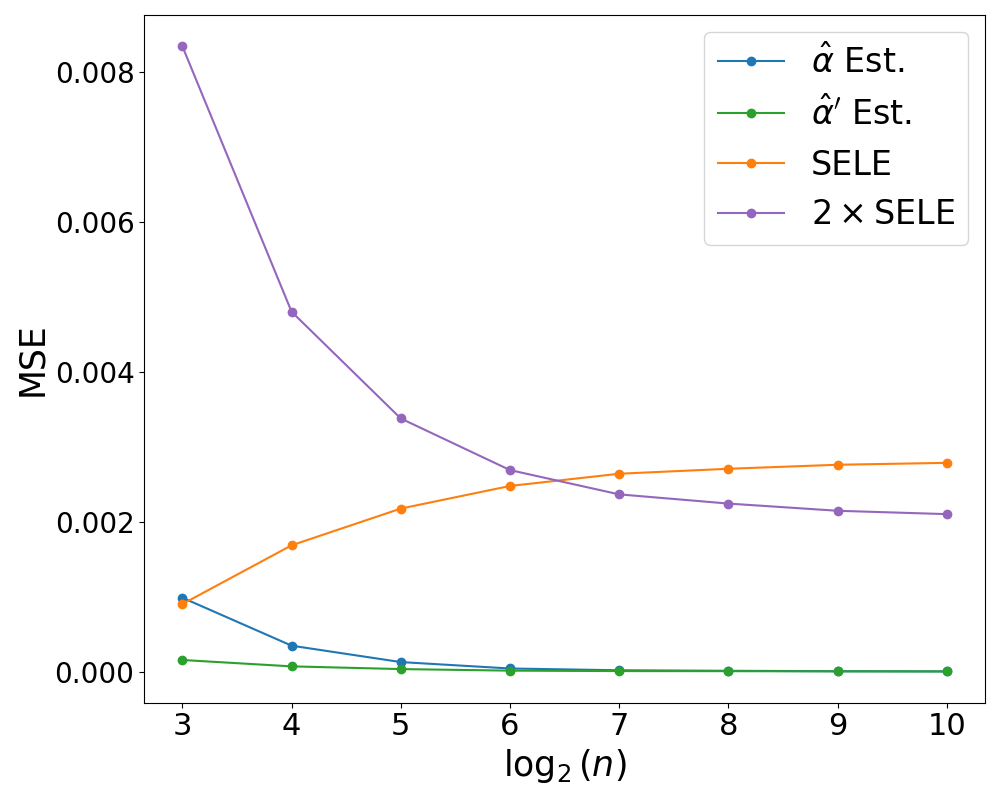 0.008
0.006
0.004
0.002
0.000
MSE
3 4 5 6 7 8 9 10
log₂ (n)
α̂ Est.
α̂′ Est.
SELE
2 × SELE